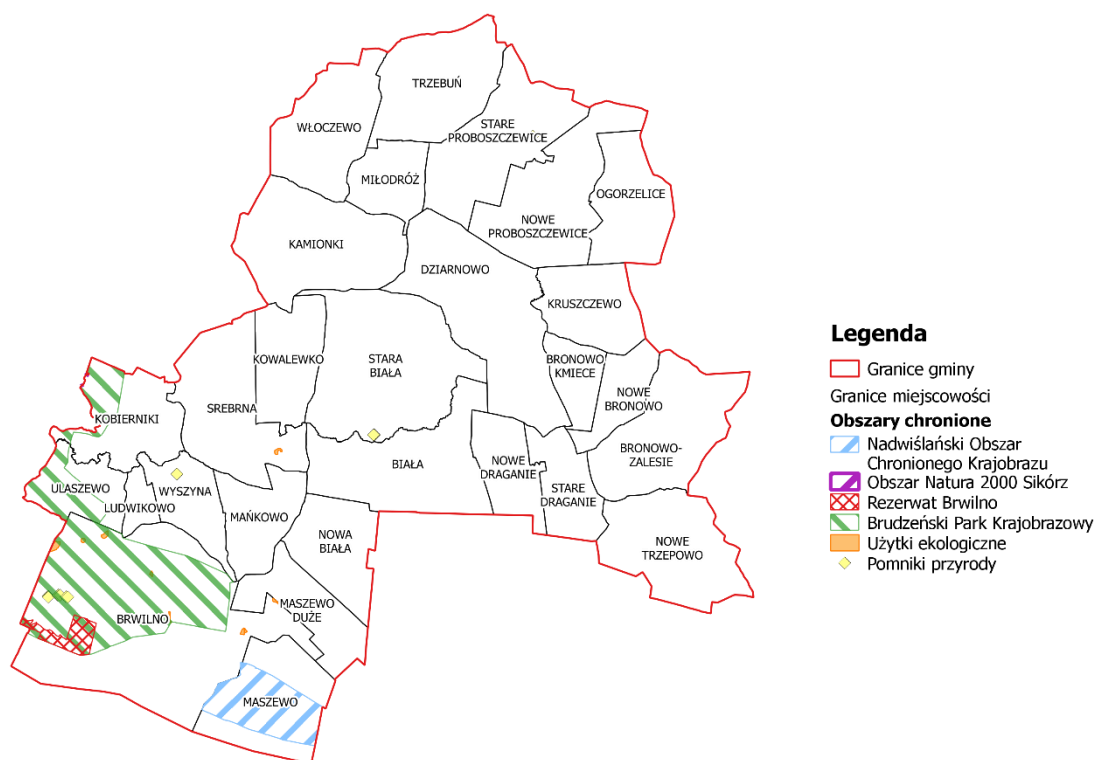 TRZEBUŃ
WŁOCZEWO
STARE
PROBOSZCZEWICE
MIŁODRÓŻ
OGORZELICE
NOWE
PROBOSZCZEWICE
KAMIONKI
DZIARNOWO
KRUSZCZEWO
KOWALEWKO
STARA
BIAŁA
BRONOWO
KMIECE
NOWE
BRONOWO
SREBRNA
KOBIERNIKI
BRONOWO-
ZALESIE
BIAŁA
NOWE
DRAGANIE
STARE
DRAGANIE
ULASZEWO
WYSZYNA
LUDWIKOWO
MAŃKOWO
NOWA
BIAŁA
NOWE
TRZEPOWO
MASZEWO
DUŻE
BRWILNO
MASZEWO
Legenda
Granice gminy
Granice miejscowości
Obszary chronione
Nadwiślański Obszar
Chronionego Krajobrazu
Obszar Natura 2000 Sikórz
Rezerwat Brwilno
Brudzeński Park Krajobrazowy
Użytki ekologiczne
Pomniki przyrody